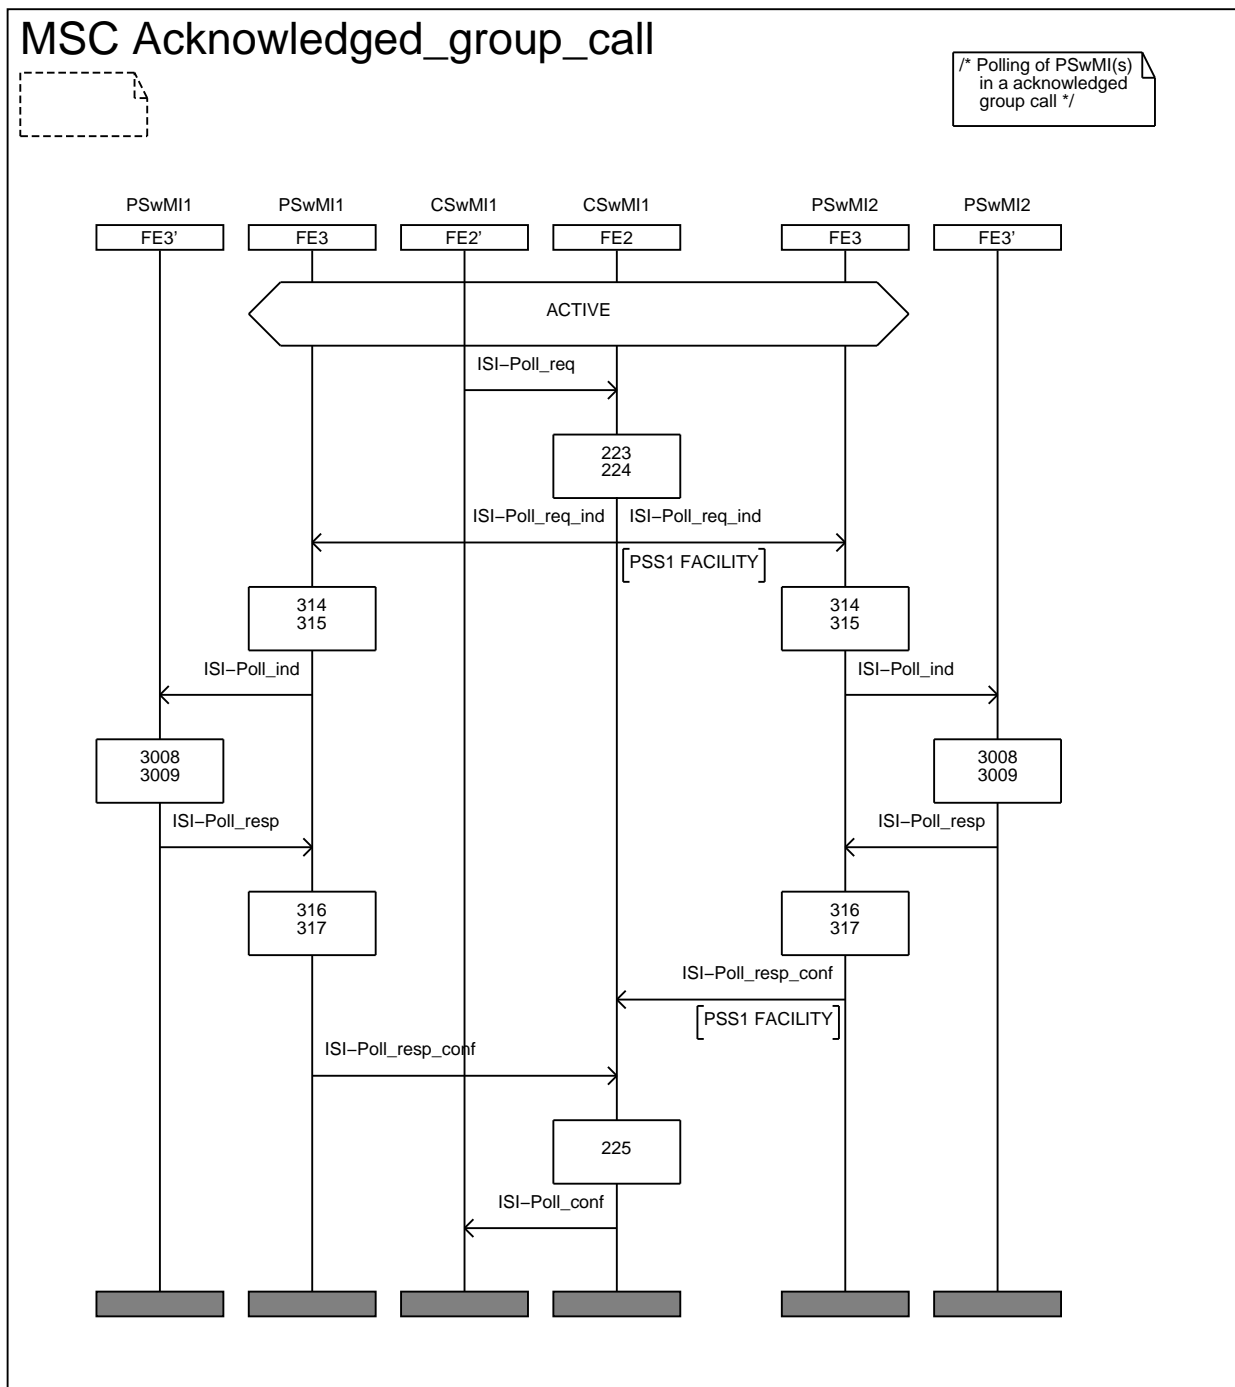 MSC Acknowledged_group_call
/* Polling of PSwMI(s)
in a acknowledged
group call */
PSwMI1 PSwMI1 CSwMI1 CSwMI1 PSwMI2 PSwMI2
FE3’ FE3 FE2’ FE2 FE3 FE3’
ACTIVE
ISI–Poll_req
223
224
ISI–Poll_req_ind ISI–Poll_req_ind
PSS1 FACILITY
314 314
315 315
ISI–Poll_ind ISI–Poll_ind
3008 3008
3009 3009
ISI–Poll_resp ISI–Poll_resp
316 316
317 317
ISI–Poll_resp_conf
PSS1 FACILITY
ISI–Poll_resp_conf
225
ISI–Poll_conf